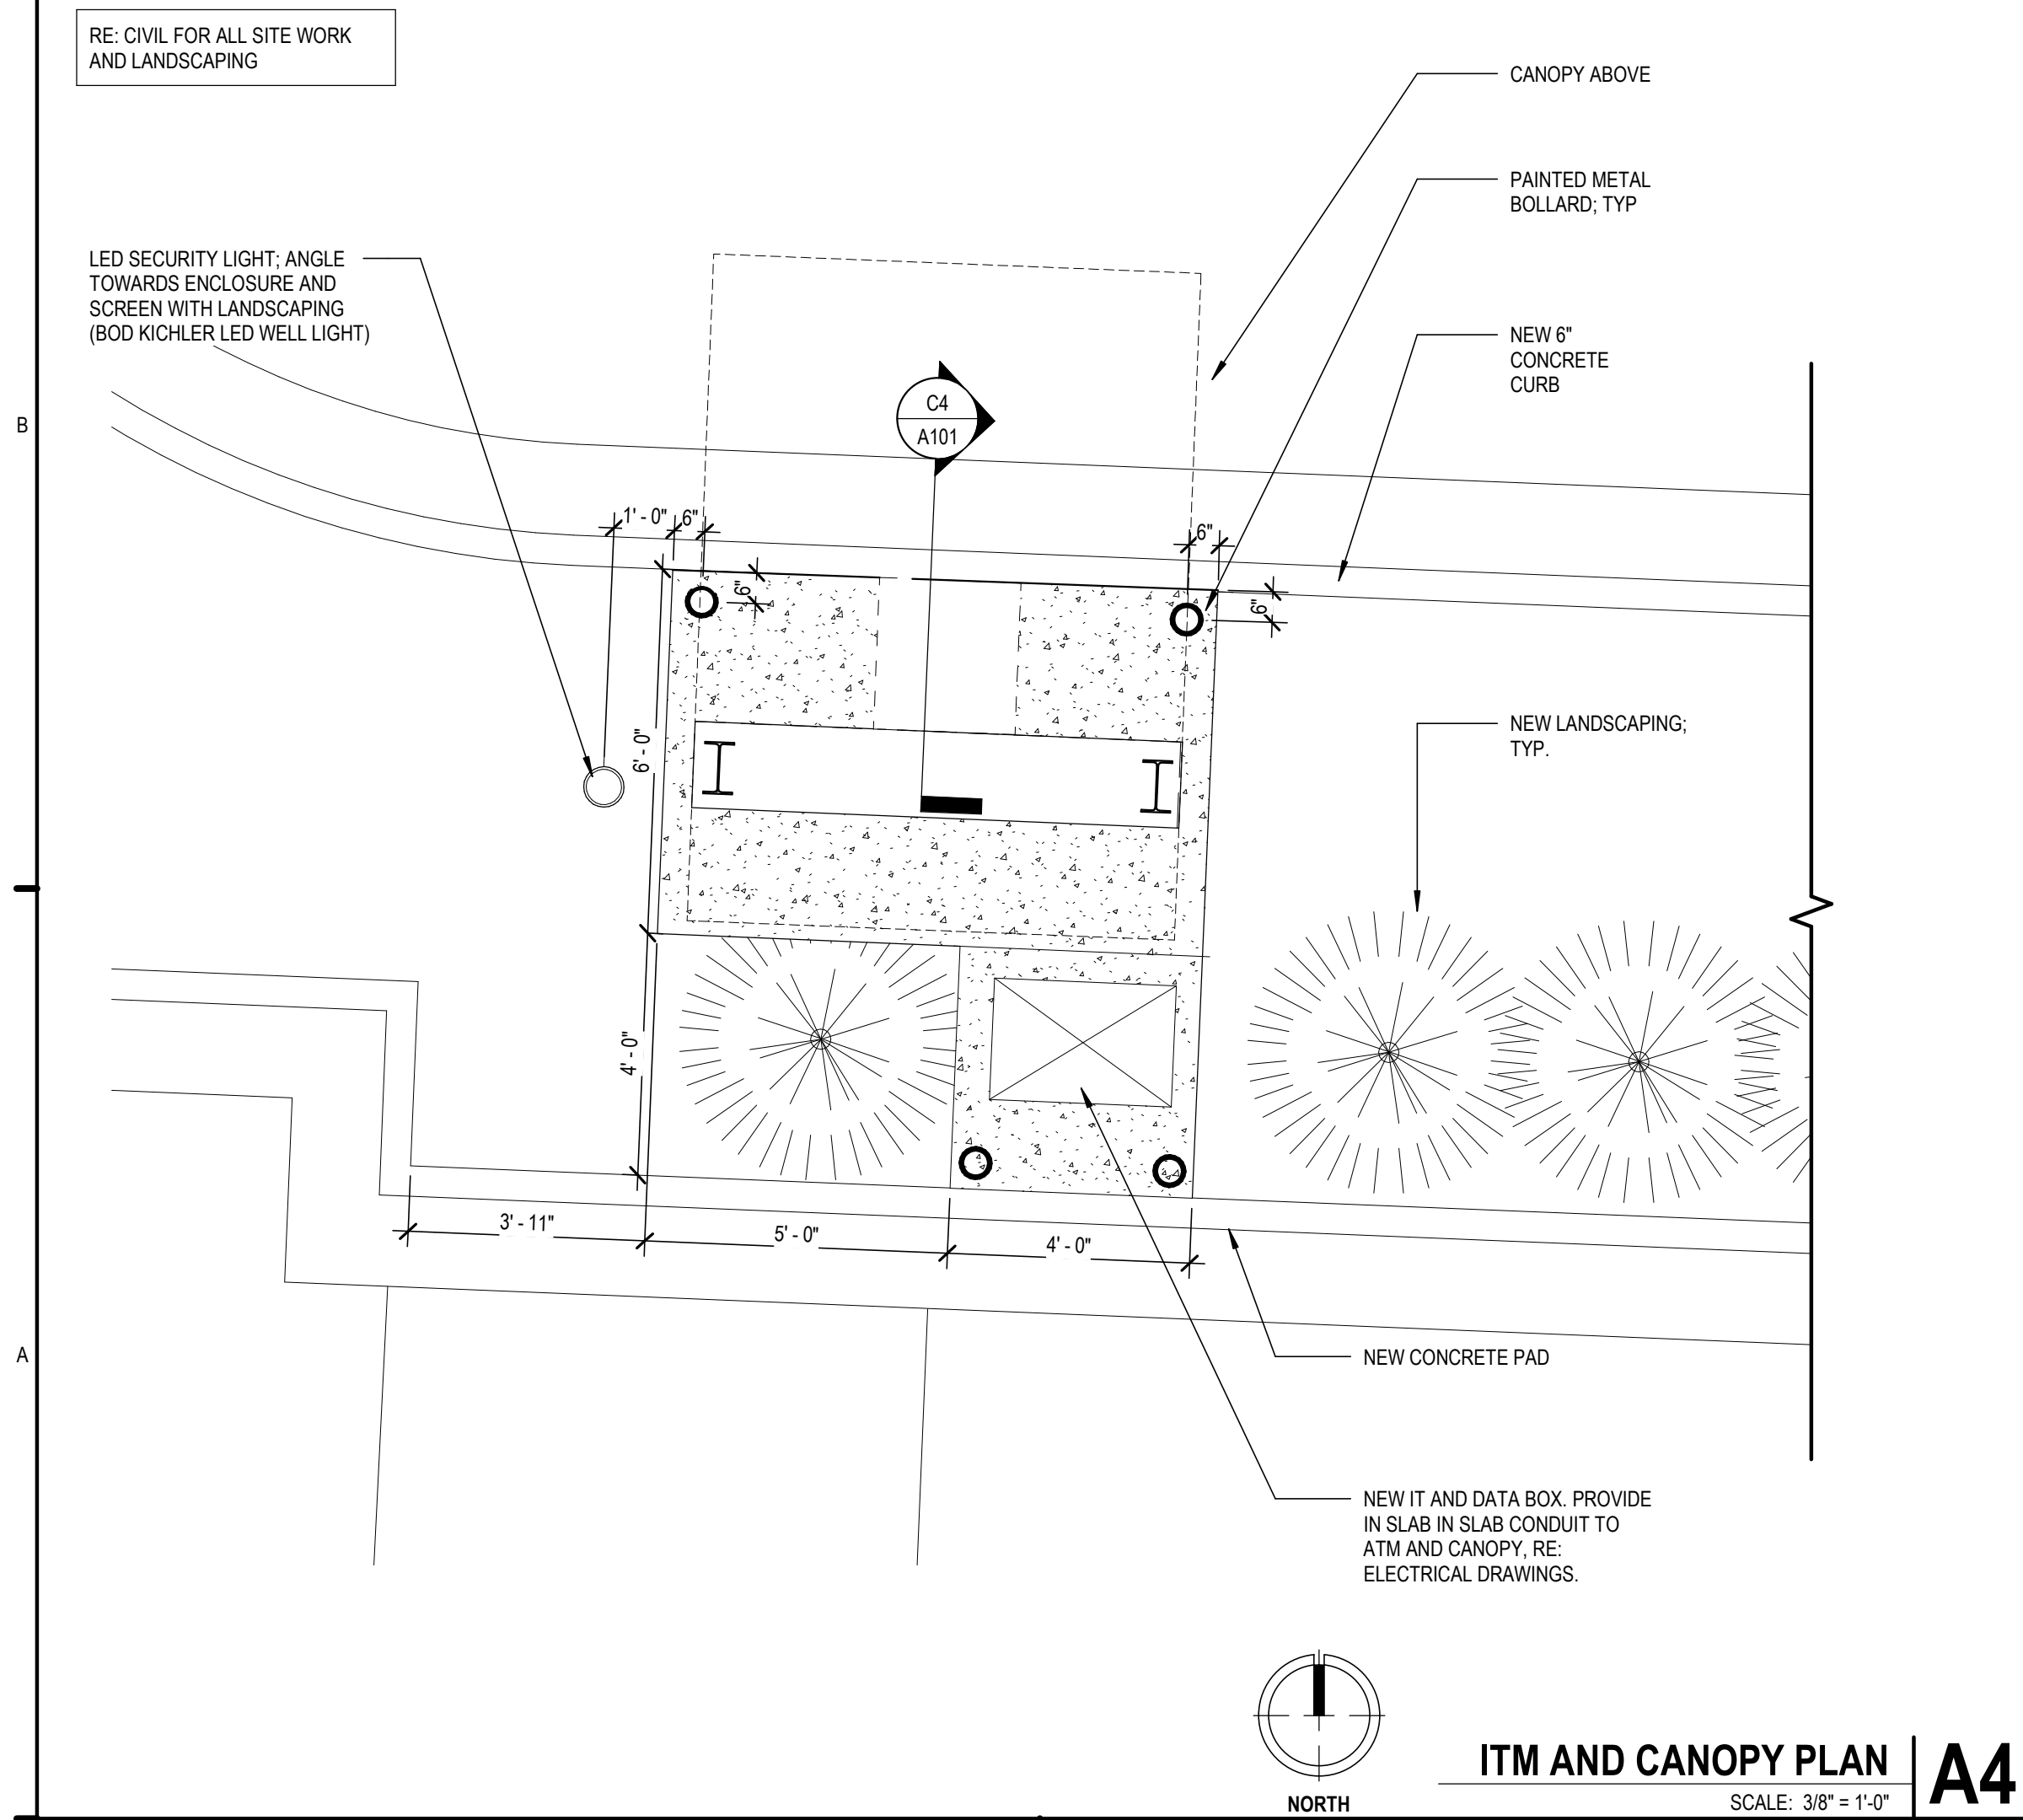 RE: CIVIL FOR ALL SITE WORK
AND LANDSCAPING
CANOPY ABOVE
PAINTED METAL
BOLLARD; TYP
LED SECURITY LIGHT; ANGLE
TOWARDS ENCLOSURE AND
SCREEN WITH LANDSCAPING
(BOD KICHLER LED WELL LIGHT)
NEW 6"
CONCRETE
CURB
C4
A101
B
1' - 0"
6"
6"
6"
6"
6' - 0"
NEW LANDSCAPING;
TYP.
4' - 0"
3' - 11"
5' - 0"
4' - 0"
A
NEW CONCRETE PAD
NEW IT AND DATA BOX. PROVIDE
IN SLAB IN SLAB CONDUIT TO
ATM AND CANOPY, RE:
ELECTRICAL DRAWINGS.
NORTH
ITM AND CANOPY PLAN
SCALE: 3/8" = 1'-0"
A4